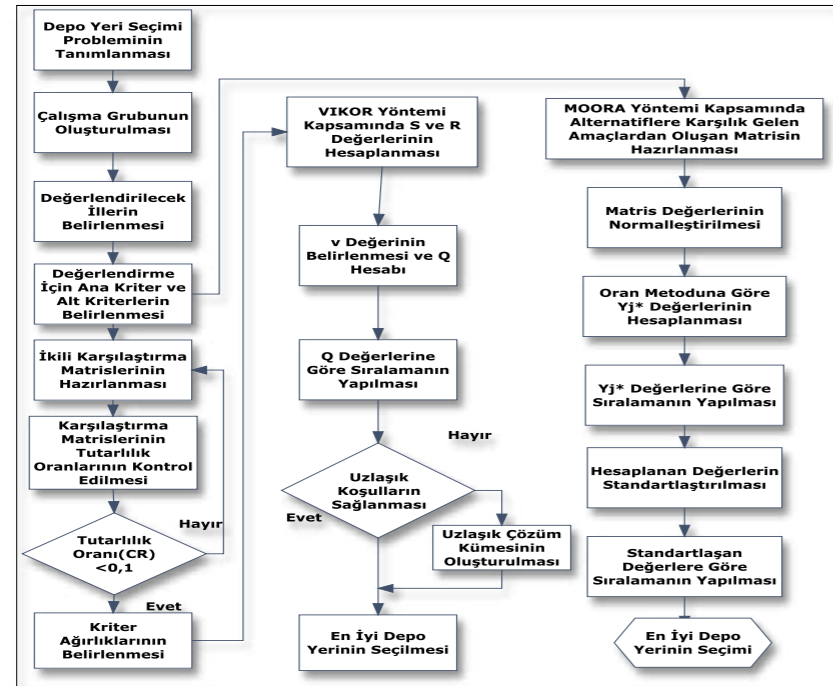 Depo Yeri Seçimi
Probleminin
Tanımlanması
Çalışma Grubunun
Oluşturulması
Değerlendirilecek
İllerin
Belirlenmesi
Değerlendirme
İçin Ana Kriter ve
Alt Kriterlerin
Belirlenmesi
İkili Karşılaştırma
Matrislerinin
Hazırlanması
Karşılaştırma
Matrislerinin
Tutarlılık
Oranlarının Kontrol
Edilmesi
Hayır
Tutarlılık
Oranı(CR)
<0,1
Evet
Kriter
Ağırlıklarının
Belirlenmesi
VIKOR Yöntemi
Kapsamında S ve R
Değerlerinin
Hesaplanması
v Değerinin
Belirlenmesi ve Q
Hesabı
Q Değerlerine
Göre Sıralamanın
Yapılması
Hayır
Uzlaşık
Koşulların
Sağlanması
Evet
Uzlaşık Çözüm
Kümesinin
Oluşturulması
En İyi Depo
Yerinin Seçilmesi
MOORA Yöntemi Kapsamında
Alternatiflere Karşılık Gelen
Amaçlardan Oluşan Matrisin
Hazırlanması
Matris Değerlerinin
Normalleştirilmesi
Oran Metoduna Göre
Yj* Değerlerinin
Hesaplanması
Yj* Değerlerine Göre
Sıralamanın Yapılması
Hesaplanan Değerlerin
Standartlaştırılması
Standartlaşan
Değerlere Göre
Sıralamanın Yapılması
En İyi Depo
Yerinin Seçimi